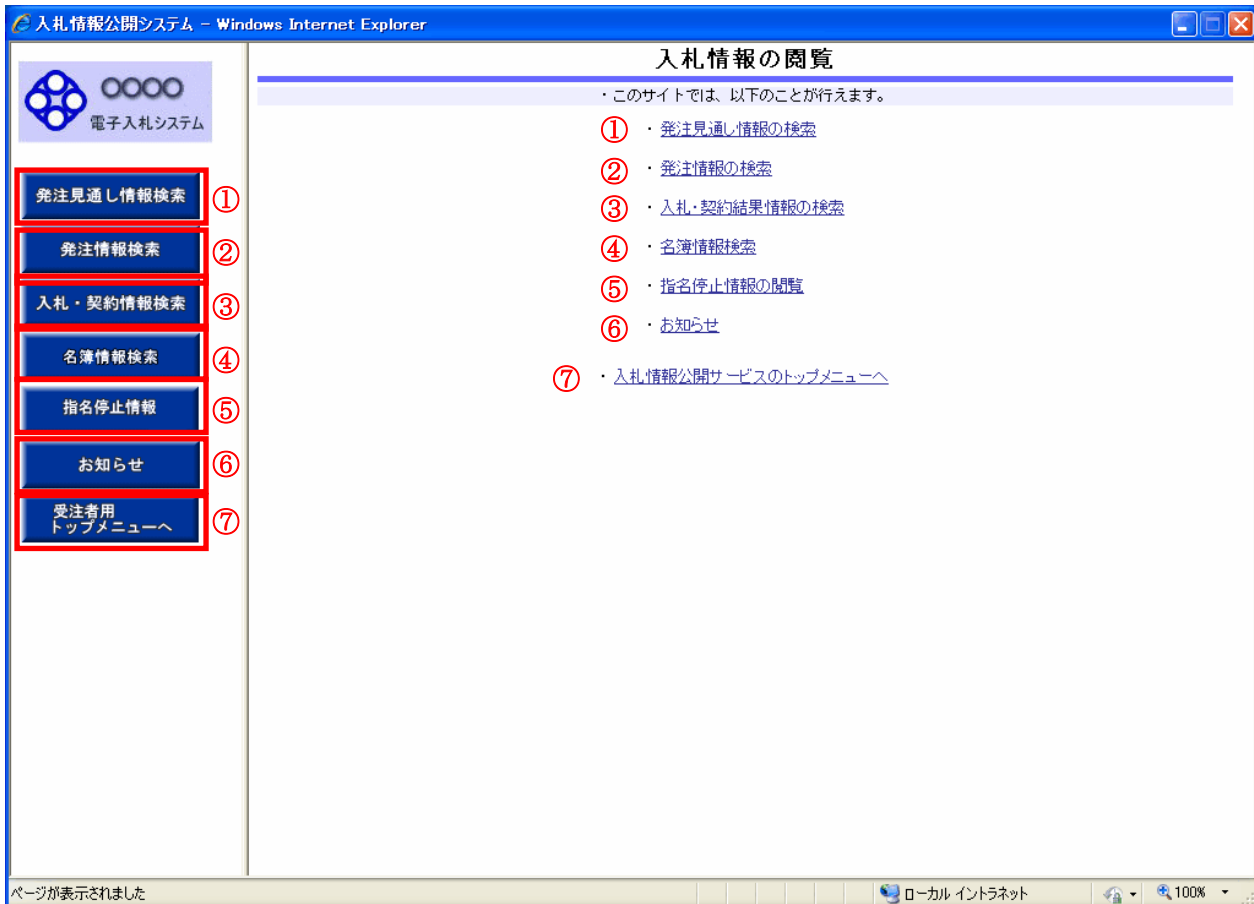 入札情報公開システム - Windows Internet Explorer
○○○○
電子入札システム
発注見通し情報検索 ①
発注情報検索 ②
入札・契約情報検索 ③
名簿情報検索 ④
指名停止情報 ⑤
お知らせ ⑥
受注者用
トップメニューへ ⑦
入札情報の閲覧
・このサイトでは、以下のことが行えます。
① ・発注見通し情報の検索
② ・発注情報の検索
③ ・入札・契約結果情報の検索
④ ・名簿情報検索
⑤ ・指名停止情報の閲覧
⑥ ・お知らせ
⑦ ・入札情報公開サービスのトップメニューへ
ページが表示されました
ローカル イントラネット
100%